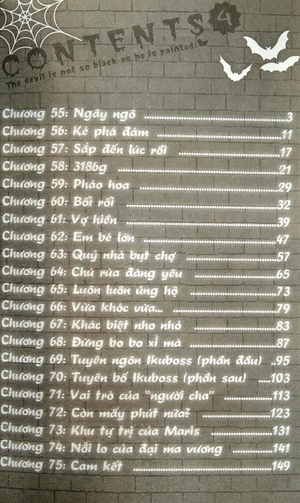 CONTENTS 4
The devil is not so black as he is painted.
Chương 55: Ngây ngô 3
Chương 56: Kẻ phá đám 11
Chương 57: Sắp đến lúc rồi 17
Chương 58: 3186g 21
Chương 59: Pháo hoa 29
Chương 60: Bối rối 32
Chương 61: Vợ hiền 39
Chương 62: Em bé lớn 47
Chương 63: Quỷ nhà bựt chợ 57
Chương 64: Chú rùa đáng yêu 65
Chương 65: Luôn luôn ủng hộ 73
Chương 66: Vừa khóc vừa... 79
Chương 67: Khác biệt nho nhỏ 83
Chương 68: Đừng bo bo xì mà 87
Chương 69: Tuyên ngôn Ikuboss (phần đầu) 95
Chương 70: Tuyên bố Ikuboss (phần sau) 103
Chương 71: Vai trò của "người cha" 113
Chương 72: Còn mấy phút nữa? 123
Chương 73: Khu tự trị của Maris 131
Chương 74: Nỗi lo của đại ma vương 141
Chương 75: Cam kết 149